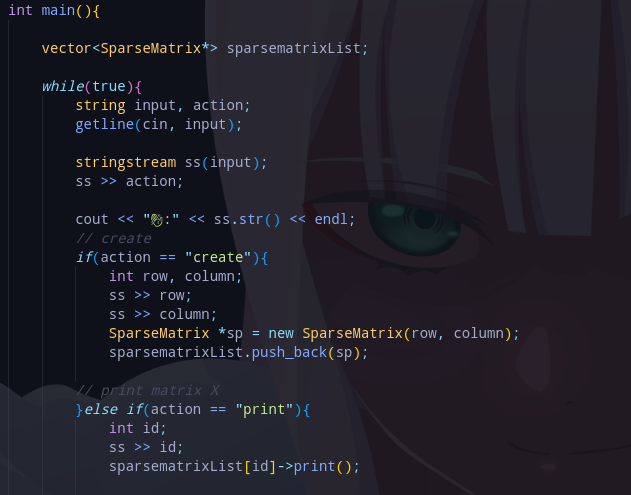 int main(){
vector<SparseMatrix*> sparsematrixList;
while(true){
string input, action;
getline(cin, input);
stringstream ss(input);
ss >> action;
cout << ":" << ss.str() << endl;
// create
if(action == "create"){
int row, column;
ss >> row;
ss >> column;
SparseMatrix *sp = new SparseMatrix(row, column);
sparsematrixList.push_back(sp);
// print matrix X
}else if(action == "print"){
int id;
ss >> id;
sparsematrixList[id]->print();